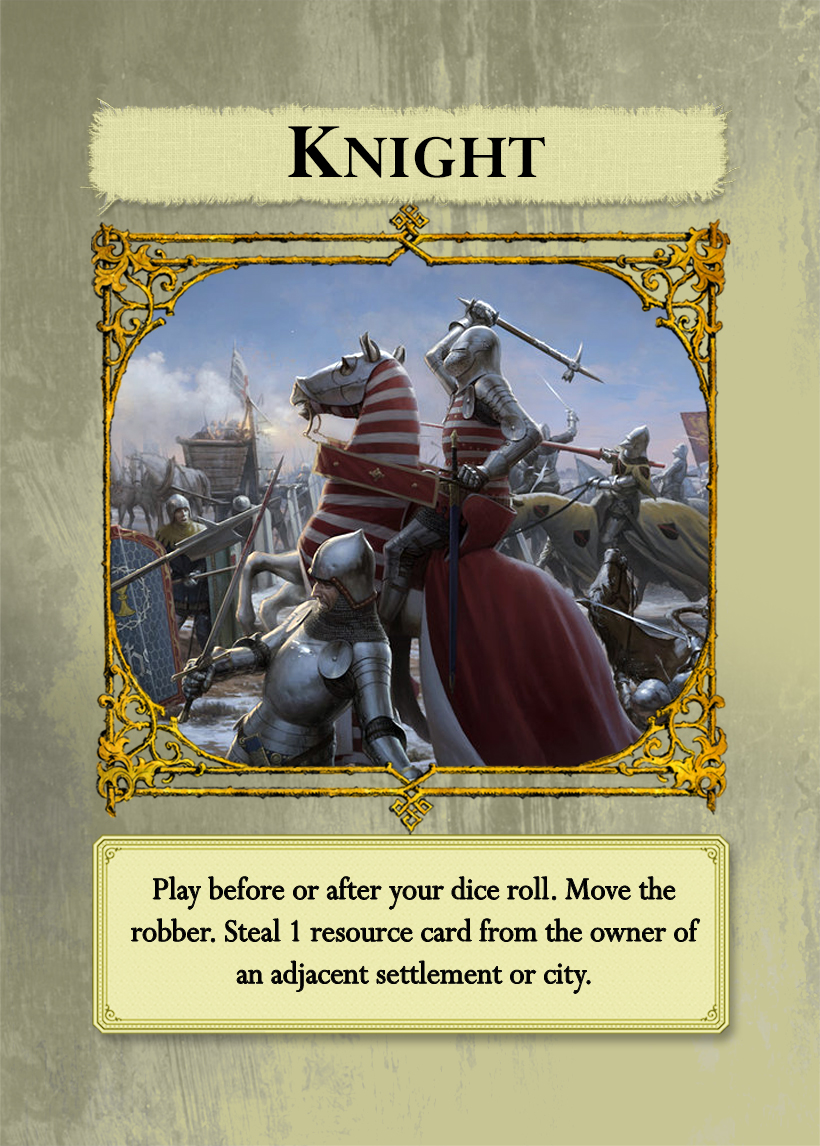 Knight
Play before or after your dice roll. Move the
robber. Steal 1 resource card from the owner of
an adjacent settlement or city.